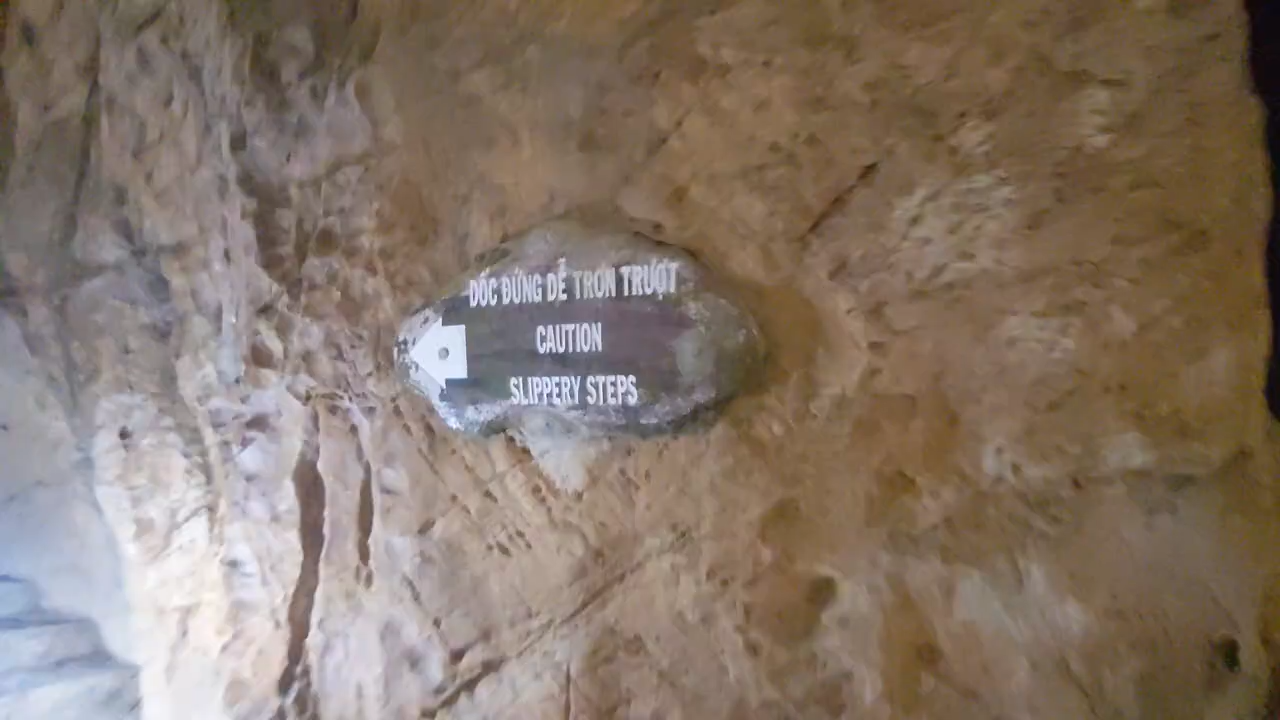 DỐC ĐỨNG DỄ TRƠN TRƯỢT
CAUTION
SLIPPERY STEPS